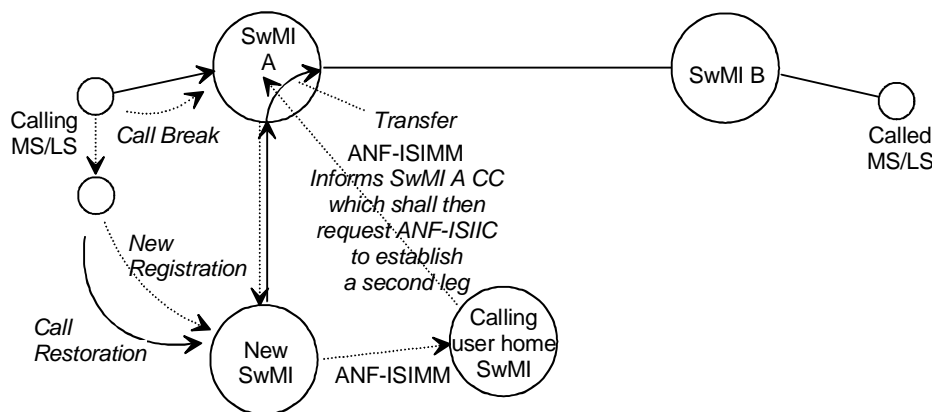 SwMI
A
SwMI B
Calling
MS/LS
Call Break
Transfer
Called
MS/LS
ANF-ISIMM
Informs SwMI A CC
which shall then
request ANF-ISIIC
to establish
a second leg
New
Registration
Call
Restoration
New
SwMI
ANF-ISIMM
Calling
user home
SwMI